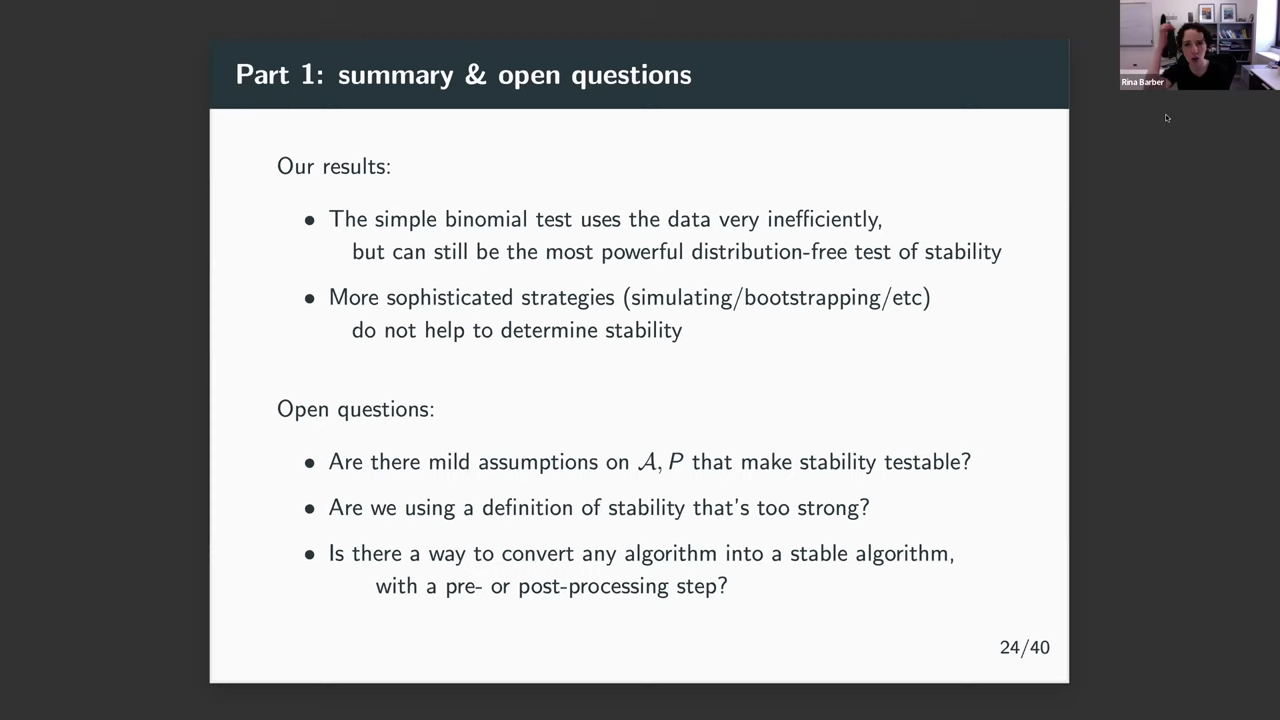 Part 1: summary & open questions
Rina Barber
Our results:
• The simple binomial test uses the data very inefficiently,
but can still be the most powerful distribution-free test of stability
• More sophisticated strategies (simulating/bootstrapping/etc)
do not help to determine stability
Open questions:
• Are there mild assumptions on 𝒜, P that make stability testable?
• Are we using a definition of stability that's too strong?
• Is there a way to convert any algorithm into a stable algorithm,
with a pre- or post-processing step?
24/40